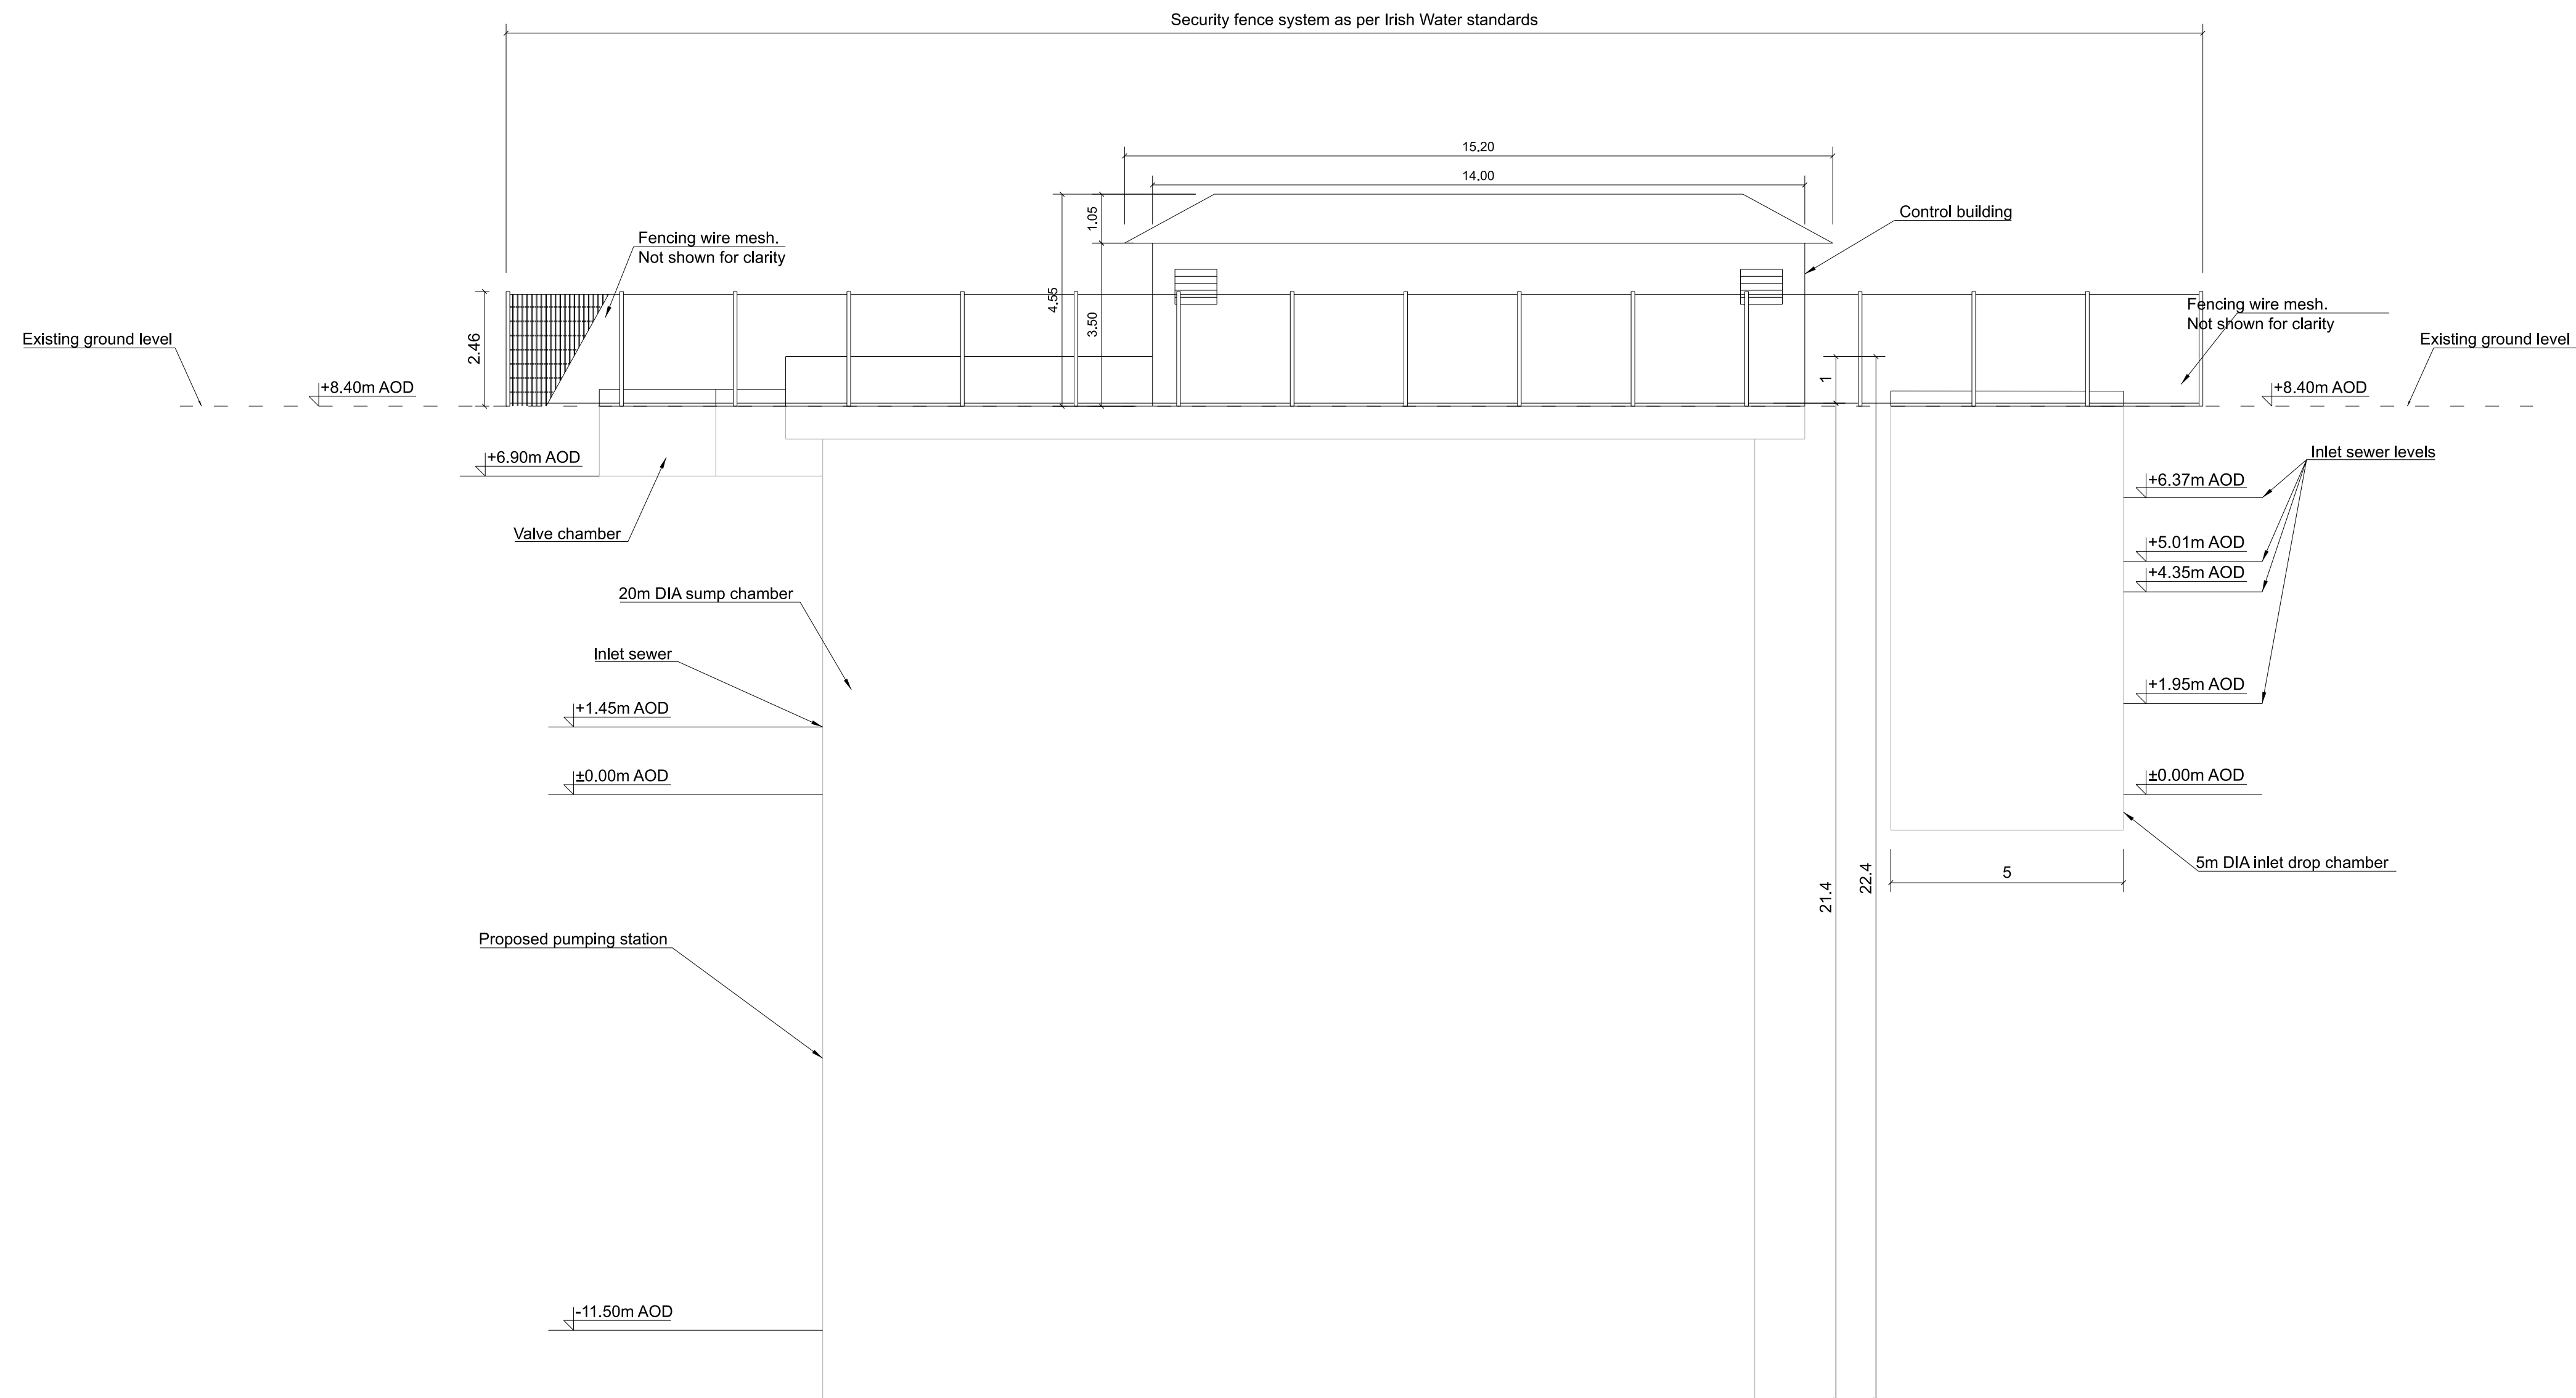 Security fence system as per Irish Water standards
15.20
14.00
1.05
Control building
Fencing wire mesh.
Not shown for clarity
4.55
3.50
2.46
Fencing wire mesh.
Not shown for clarity
Existing ground level
Existing ground level
1
+8.40m AOD
+8.40m AOD
+6.90m AOD
Inlet sewer levels
+6.37m AOD
Valve chamber
+5.01m AOD
+4.35m AOD
20m DIA sump chamber
Inlet sewer
+1.95m AOD
+1.45m AOD
±0.00m AOD
±0.00m AOD
5m DIA inlet drop chamber
5
21.4
22.4
Proposed pumping station
-11.50m AOD